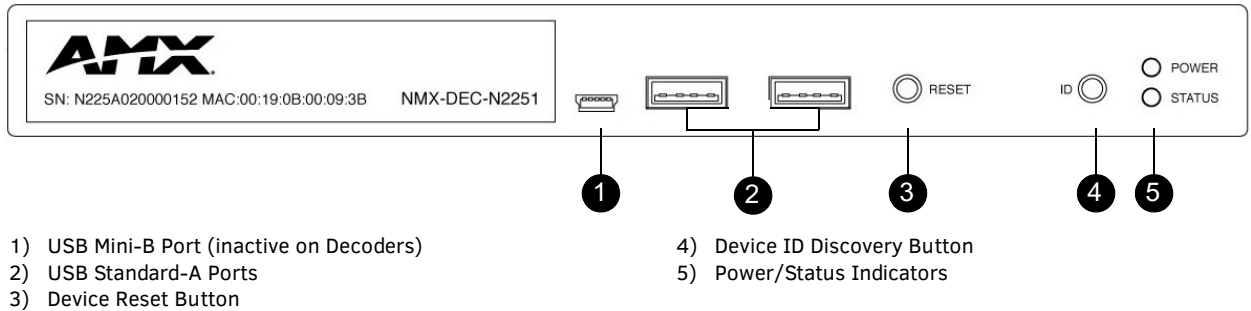 AMX
SN: N225A020000152 MAC:00:19:0B:00:09:3B NMX-DEC-N2251
RESET
ID
POWER
STATUS
1 2 3 4 5
1) USB Mini-B Port (inactive on Decoders)
2) USB Standard-A Ports
3) Device Reset Button
4) Device ID Discovery Button
5) Power/Status Indicators